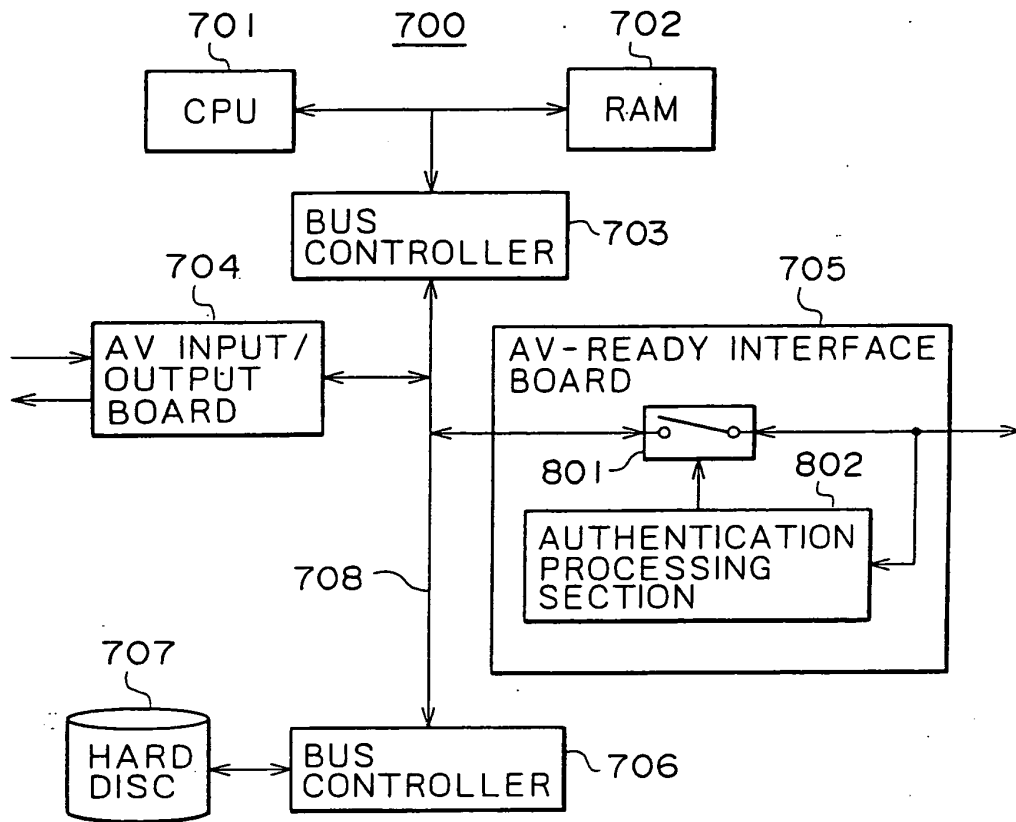 701
700
702
CPU
RAM
BUS
CONTROLLER
703
704
705
AV INPUT/
OUTPUT
BOARD
AV-READY INTERFACE
BOARD
801
802
AUTHENTICATION
PROCESSING
SECTION
708
707
HARD
DISC
BUS
CONTROLLER
706